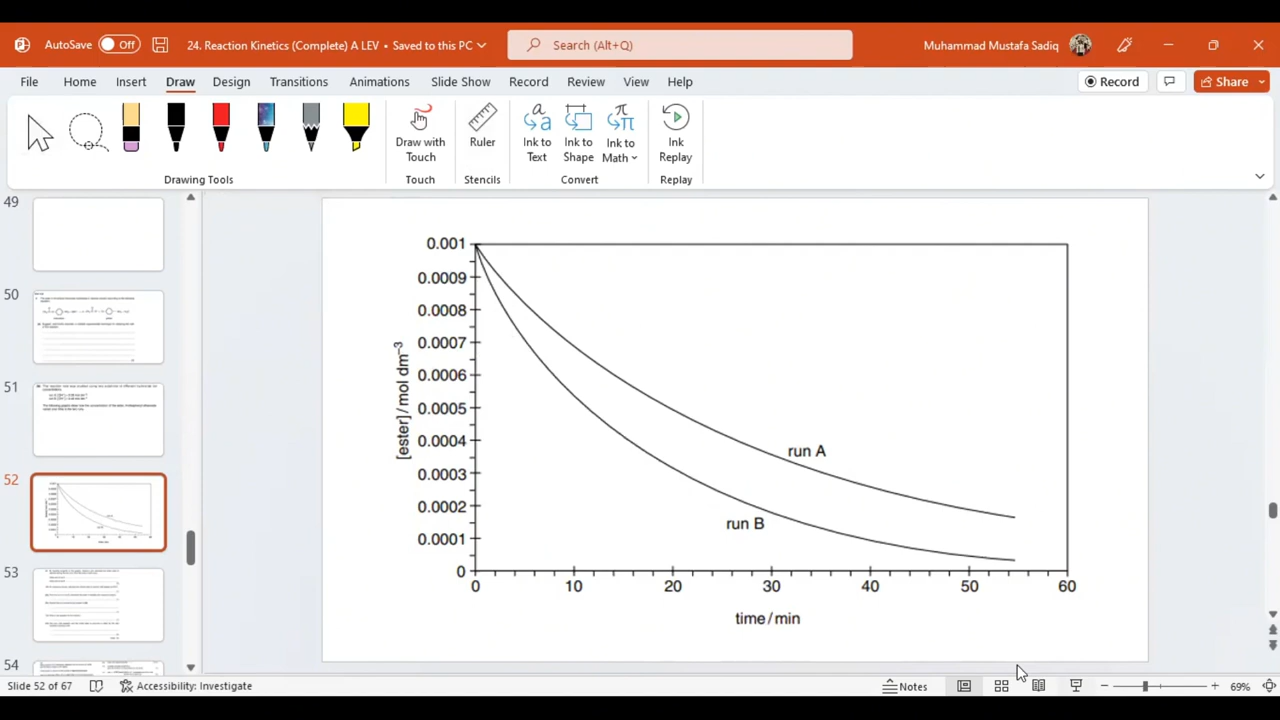 AutoSave Off 24. Reaction Kinetics (Complete) A LEV • Saved to this PC Search (Alt+Q) Muhammad Mustafa Sadiq
File Home Insert Draw Design Transitions Animations Slide Show Record Review View Help Record Share
Draw with Touch
Ruler
Ink to Text
Ink to Shape
Ink to Math
Ink Replay
Drawing Tools Touch Stencils Convert Replay
49
50
51
52
53
54
0.001
0.0009
0.0008
0.0007
0.0006
0.0005
0.0004
0.0003
0.0002
0.0001
0
[ester]/mol dm⁻³
run A
run B
0 10 20 30 40 50 60
time/min
Slide 52 of 67 Accessibility: Investigate Notes 69%